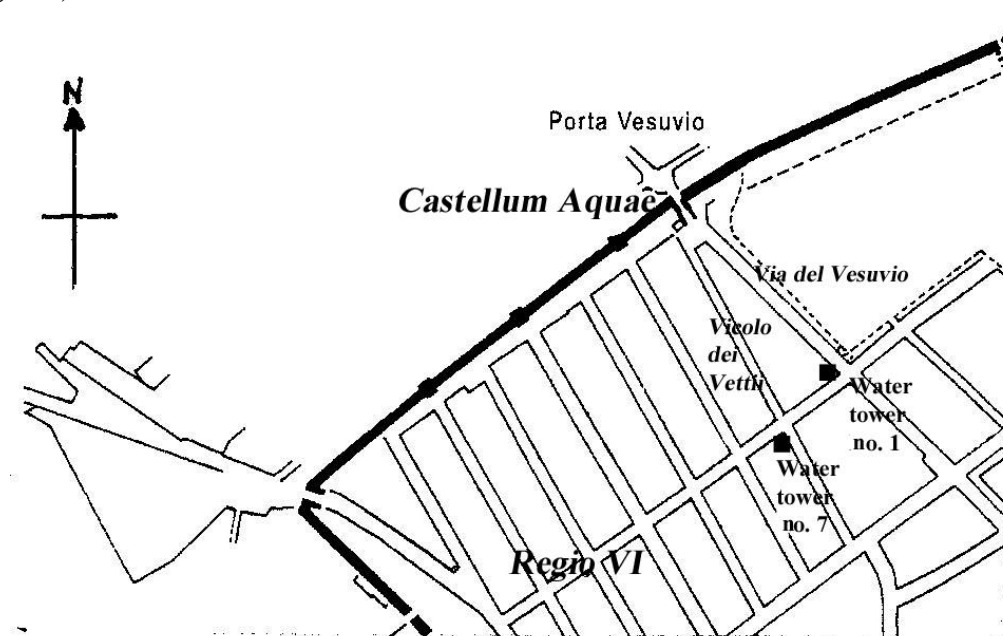 N
Porta Vesuvio
Castellum Aquae
Via del Vesuvio
Vicolo
dei
Vettii
Water
tower
no. 1
Water
tower
no. 7
Regio VI